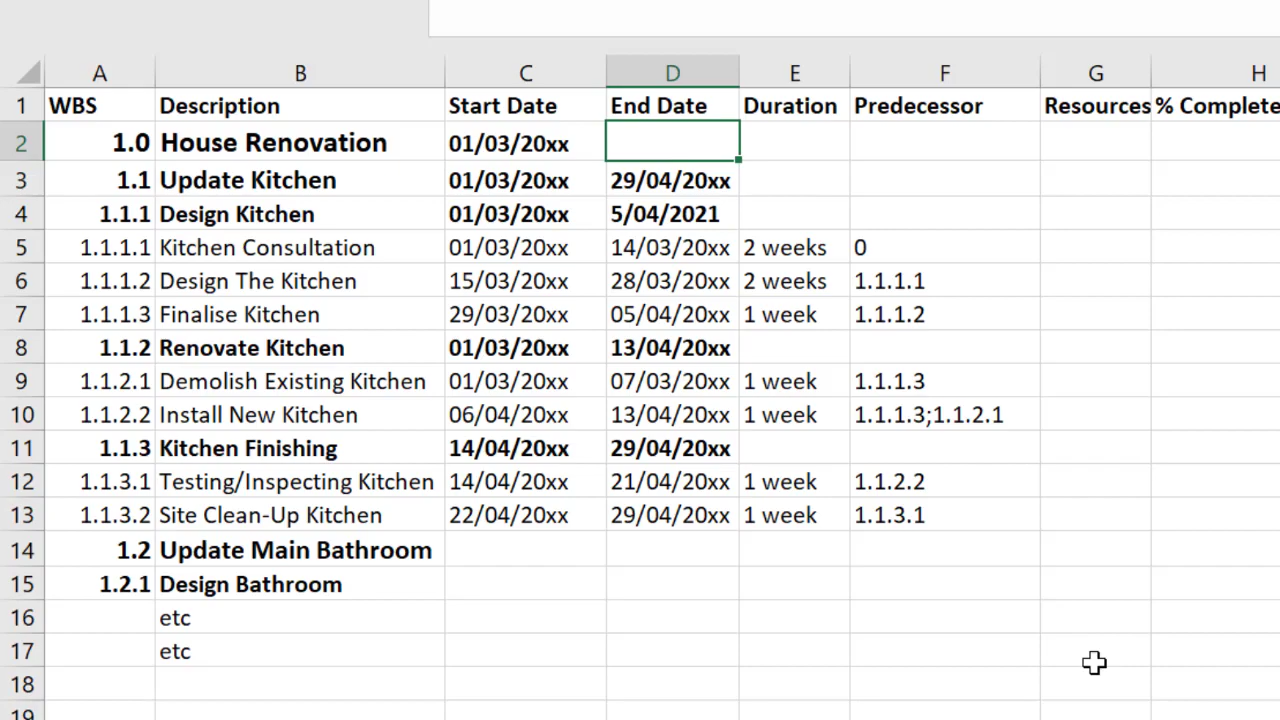 A B C D E F G H
1 WBS Description Start Date End Date Duration Predecessor Resources % Complete
2 1.0 House Renovation 01/03/20xx
3 1.1 Update Kitchen 01/03/20xx 29/04/20xx
4 1.1.1 Design Kitchen 01/03/20xx 5/04/2021
5 1.1.1.1 Kitchen Consultation 01/03/20xx 14/03/20xx 2 weeks 0
6 1.1.1.2 Design The Kitchen 15/03/20xx 28/03/20xx 2 weeks 1.1.1.1
7 1.1.1.3 Finalise Kitchen 29/03/20xx 05/04/20xx 1 week 1.1.1.2
8 1.1.2 Renovate Kitchen 01/03/20xx 13/04/20xx
9 1.1.2.1 Demolish Existing Kitchen 01/03/20xx 07/03/20xx 1 week 1.1.1.3
10 1.1.2.2 Install New Kitchen 06/04/20xx 13/04/20xx 1 week 1.1.1.3;1.1.2.1
11 1.1.3 Kitchen Finishing 14/04/20xx 29/04/20xx
12 1.1.3.1 Testing/Inspecting Kitchen 14/04/20xx 21/04/20xx 1 week 1.1.2.2
13 1.1.3.2 Site Clean-Up Kitchen 22/04/20xx 29/04/20xx 1 week 1.1.3.1
14 1.2 Update Main Bathroom
15 1.2.1 Design Bathroom
16 etc
17 etc
18
19